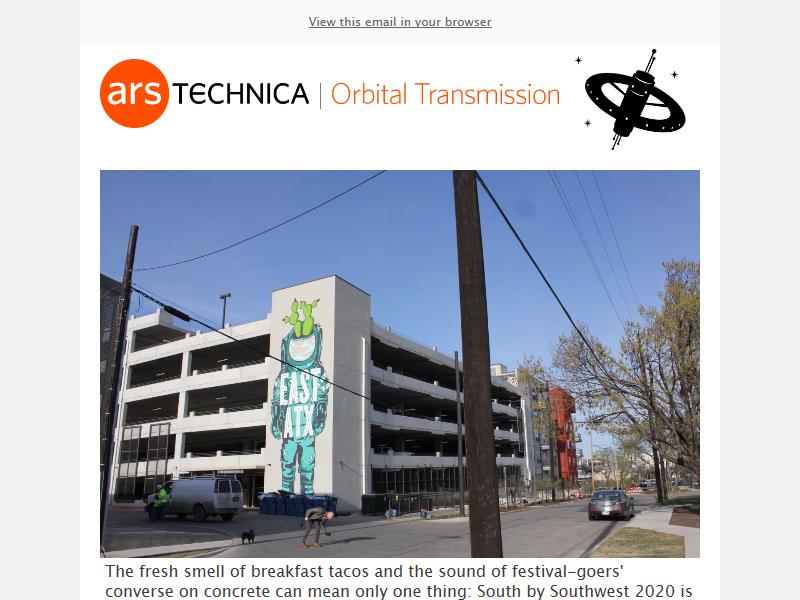 View this email in your browser
ars TECHNICA | Orbital Transmission
EAST
ATX
The fresh smell of breakfast tacos and the sound of festival-goers'
converse on concrete can mean only one thing: South by Southwest 2020 is